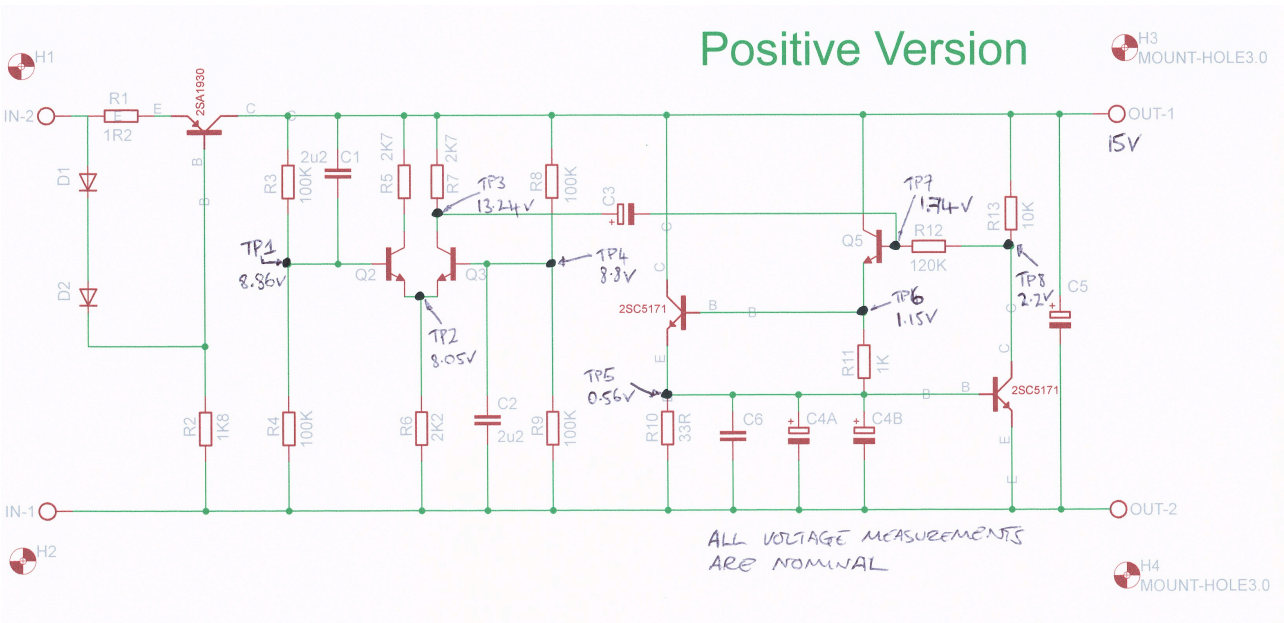 Positive Version
H1
H3
MOUNT-HOLE3.0
IN-2
R1
E
E
1R2
2SA1930
C
C
B
B
OUT-1
15V
D1
D2
R3
100K
2u2
C1
R5
2K7
R7
2K7
R8
100K
TP3
13.24V
C3
TP7
1.74V
R13
10K
TP1
8.86V
Q2
Q3
TP4
8.8V
Q5
R12
120K
TP8
2.2V
C5
+
TP2
8.05V
C
C
2SC5171
B
B
TP6
1.15V
E
R11
1K
C
C
TP5
0.56V
B
B
2SC5171
R2
1K8
R4
100K
R6
2K2
C2
2u2
R9
100K
R10
33R
C6
C4A
+
C4B
+
E
E
IN-1
OUT-2
H2
ALL VOLTAGE MEASUREMENTS
ARE NOMINAL
H4
MOUNT-HOLE3.0